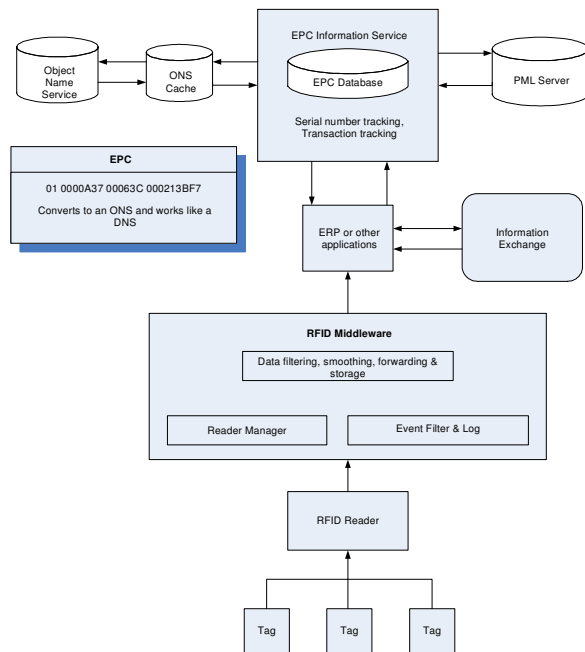 EPC Information Service
Object
Name
Service
ONS
Cache
EPC Database
PML Server
Serial number tracking,
Transaction tracking
EPC
01 0000A37 00063C 000213BF7
Converts to an ONS and works like a
DNS
ERP or other
applications
Information
Exchange
RFID Middleware
Data filtering, smoothing, forwarding &
storage
Reader Manager
Event Filter & Log
RFID Reader
Tag
Tag
Tag